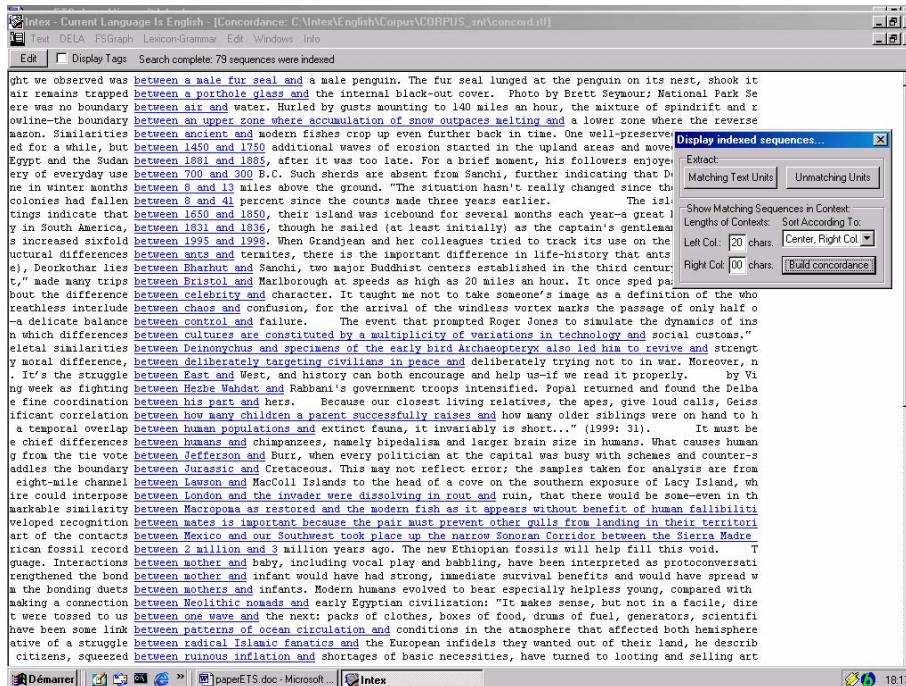 Intex - Current Language Is English - [Concordance: C:\Intex\English\Corpus\CORPUS_snt\concord.rtf]
Text DELA FSGraph Lexicon-Grammar Edit Windows Info
Edit Display Tags Search complete: 79 sequences were indexed
ght we observed was between a male fur seal and a male penguin. The fur seal lunged at the penguin on its nest, shook it
air remains trapped between a porthole glass and the internal black-out cover. Photo by Brett Seymour; National Park Se
ere was no boundary between air and water. Hurled by gusts mounting to 140 miles an hour, the mixture of spindrift and r
owline—the boundary between an upper zone where accumulation of snow outpaces melting and a lower zone where the reverse
mazon. Similarities between ancient and modern fishes crop up even further back in time. One well-preserve
ed for a while, but between 1450 and 1750 additional waves of erosion started in the upland areas and move
Egypt and the Sudan between 1881 and 1885, after it was too late. For a brief moment, his followers enjoye
ery of everyday use between 700 and 300 B.C. Such sherds are absent from Sanchi, further indicating that D
ne in winter months between 8 and 13 miles above the ground. "The situation hasn't really changed since th
colonies had fallen between 8 and 41 percent since the counts made three years earlier. The isl
tings indicate that between 1650 and 1850, their island was icebound for several months each year—a great
y in South America, between 1831 and 1836, though he sailed (at least initially) as the captain's gentlema
s increased sixfold between 1995 and 1998. When Grandjean and her colleagues tried to track its use on the
uctural differences between ants and termites, there is the important difference in life-history that ants
e), Deorkothar lies between Bharhut and Sanchi, two major Buddhist centers established in the third centur
t," made many trips between Bristol and Marlborough at speeds as high as 20 miles an hour. It once sped pa
bout the difference between celebrity and character. It taught me not to take someone's image as a definition of the who
reathless interlude between chaos and confusion, for the arrival of the windless vortex marks the passage of only half o
—a delicate balance between control and failure. The event that prompted Roger Jones to simulate the dynamics of ins
n which differences between cultures are constituted by a multiplicity of variations in technology and social customs."
eletal similarities between Deinonychus and specimens of the early bird Archaeopteryx also led him to revive and strengt
y moral difference, between deliberately targeting civilians in peace and deliberately trying not to in war. Moreover, n
. It's the struggle between East and West, and history can both encourage and help us—if we read it properly. by Vi
ng week as fighting between Hezbe Wahdat and Rabbani's government troops intensified. Popal returned and found the Delba
e fine coordination between his part and hers. Because our closest living relatives, the apes, give loud calls, Geiss
ificant correlation between how many children a parent successfully raises and how many older siblings were on hand to h
a temporal overlap between human populations and extinct fauna, it invariably is short..." (1999: 31). It must be
e chief differences between humans and chimpanzees, namely bipedalism and larger brain size in humans. What causes human
g from the tie vote between Jefferson and Burr, when every politician at the capital was busy with schemes and counter-s
addles the boundary between Jurassic and Cretaceous. This may not reflect error; the samples taken for analysis are from
eight-mile channel between Lawson and MacColl Islands to the head of a cove on the southern exposure of Lacy Island, wh
ire could interpose between London and the invader were dissolving in rout and ruin, that there would be some—even in th
markable similarity between Macropoma as restored and the modern fish as it appears without benefit of human fallibiliti
veloped recognition between mates is important because the pair must prevent other gulls from landing in their territori
art of the contacts between Mexico and our Southwest took place up the narrow Sonoran Corridor between the Sierra Madre
rican fossil record between 2 million and 3 million years ago. The new Ethiopian fossils will help fill this void. T
guage. Interactions between mother and baby, including vocal play and babbling, have been interpreted as protoconversati
rengthened the bond between mother and infant would have had strong, immediate survival benefits and would have spread w
m the bonding duets between mothers and infants. Modern humans evolved to bear especially helpless young, compared with
making a connection between Neolithic nomads and early Egyptian civilization: "It makes sense, but not in a facile, dire
t were tossed to us between one wave and the next: packs of clothes, boxes of food, drums of fuel, generators, scientifi
have been some link between patterns of ocean circulation and conditions in the atmosphere that affected both hemisphere
ative of a struggle between radical Islamic fanatics and the European infidels they wanted out of their land, he describ
citizens, squeezed between ruinous inflation and shortages of basic necessities, have turned to looting and selling art
Display indexed sequences...
Extract:
Matching Text Units Unmatching Units
Show Matching Sequences in Context:
Lengths of Contexts: Sort According To:
Left Col.: 20 chars. Center, Right Col.
Right Col: 00 chars. Build concordance
Démarrer » paperETS.doc - Microsoft ... Intex 18:1